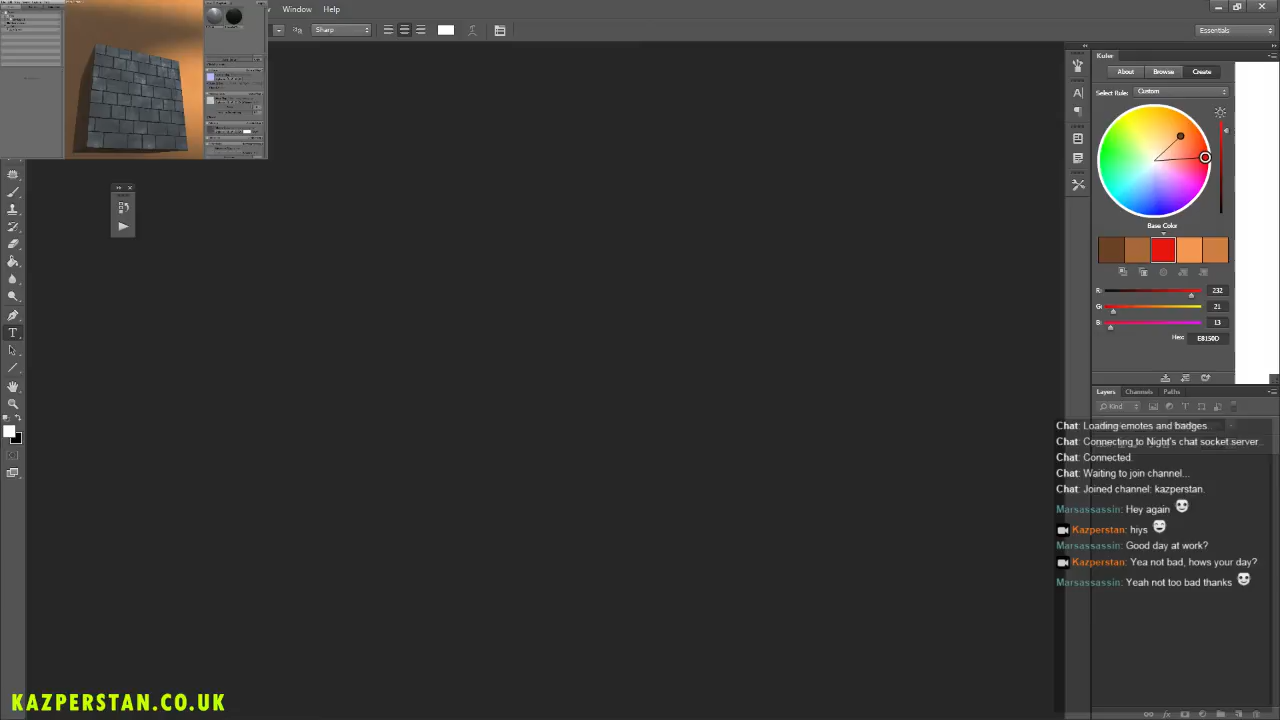 Window
Help
Sharp
Essentials
Kuler
About
Browse
Create
Select Rule:
Custom
Base Color
R:
232
G:
21
B:
13
Hex:
E8150D
Layers
Channels
Paths
Kind
Chat: Loading emotes and badges
Chat: Connecting to Night's chat socket server..
Chat: Connected.
Chat: Waiting to join channel...
Chat: Joined channel: kazperstan.
Marsassassin: Hey again
Kazperstan: hiys
Marsassassin: Good day at work?
Kazperstan: Yea not bad, hows your day?
Marsassassin: Yeah not too bad thanks
KAZPERSTAN.CO.UK